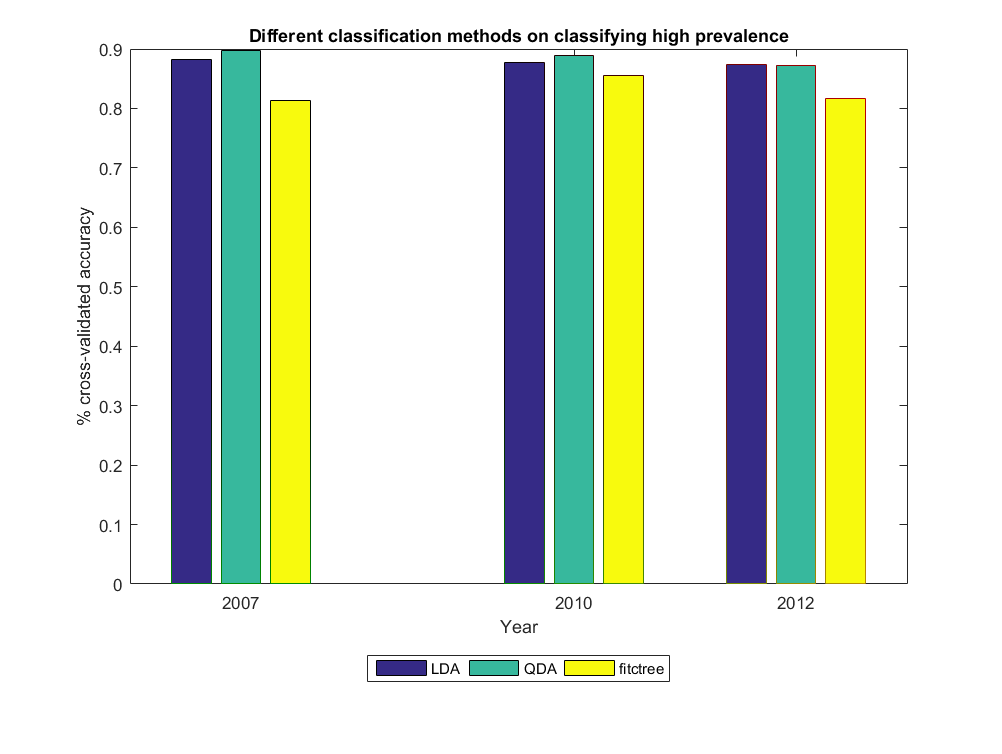 Different classification methods on classifying high prevalence
0.9
0.8
0.7
0.6
0.5
0.4
0.3
0.2
0.1
0
% cross-validated accuracy
2007 2010 2012
Year
LDA QDA fitctree